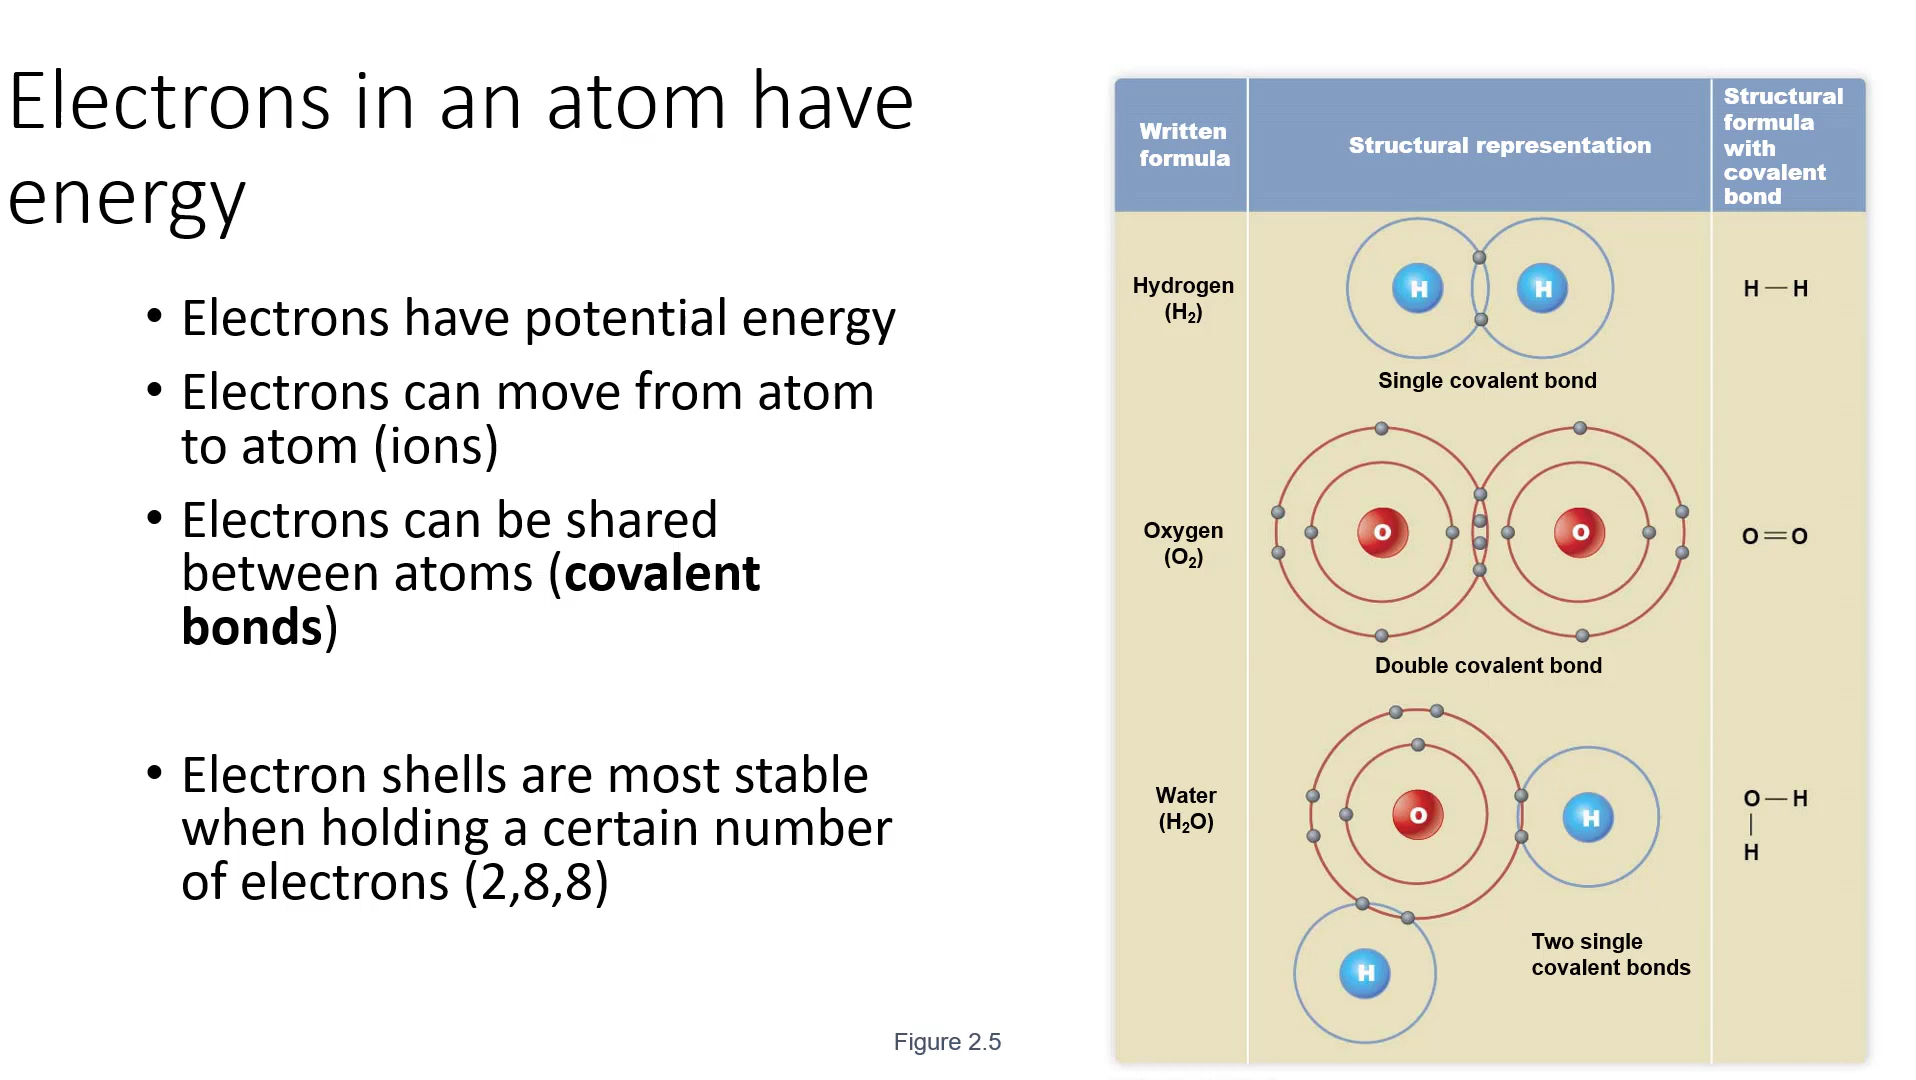 Electrons in an atom have
energy
• Electrons have potential energy
• Electrons can move from atom
to atom (ions)
• Electrons can be shared
between atoms (covalent
bonds)
• Electron shells are most stable
when holding a certain number
of electrons (2,8,8)
Figure 2.5
Written
formula
Structural representation
Structural
formula
with
covalent
bond
Hydrogen
(H₂)
H H
H — H
Single covalent bond
Oxygen
(O₂)
O O
O = O
Double covalent bond
Water
(H₂O)
O H
H
O — H
|
H
Two single
covalent bonds